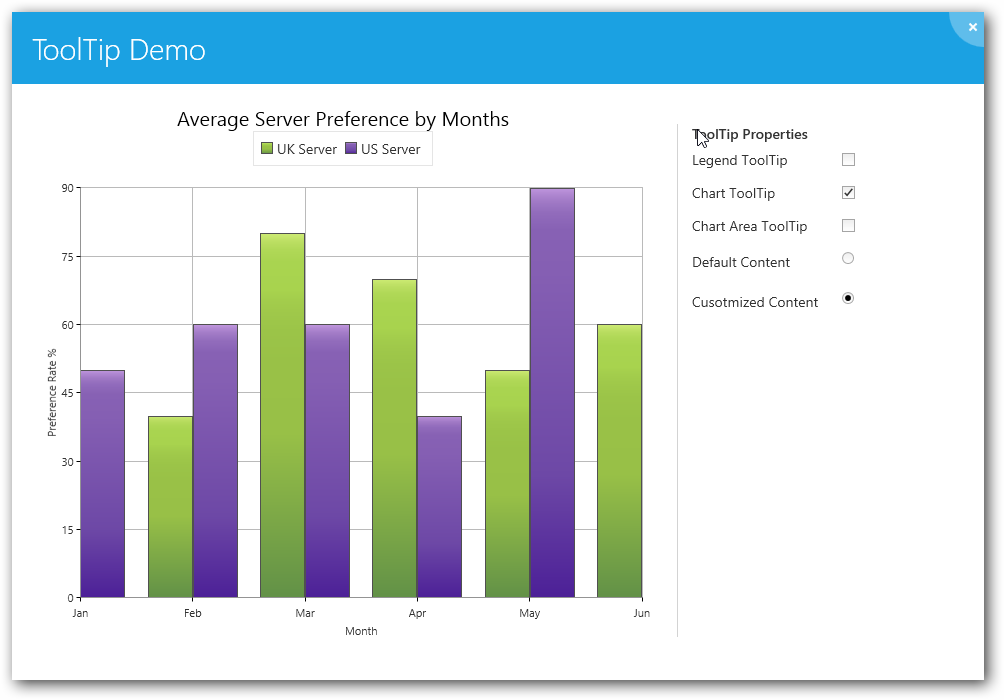 ToolTip Demo
Average Server Preference by Months
UK Server US Server
90
75
60
45
30
15
0
Preference Rate %
Jan Feb Mar Apr May Jun
Month
ToolTip Properties
Legend ToolTip
Chart ToolTip
Chart Area ToolTip
Default Content
Cusotmized Content